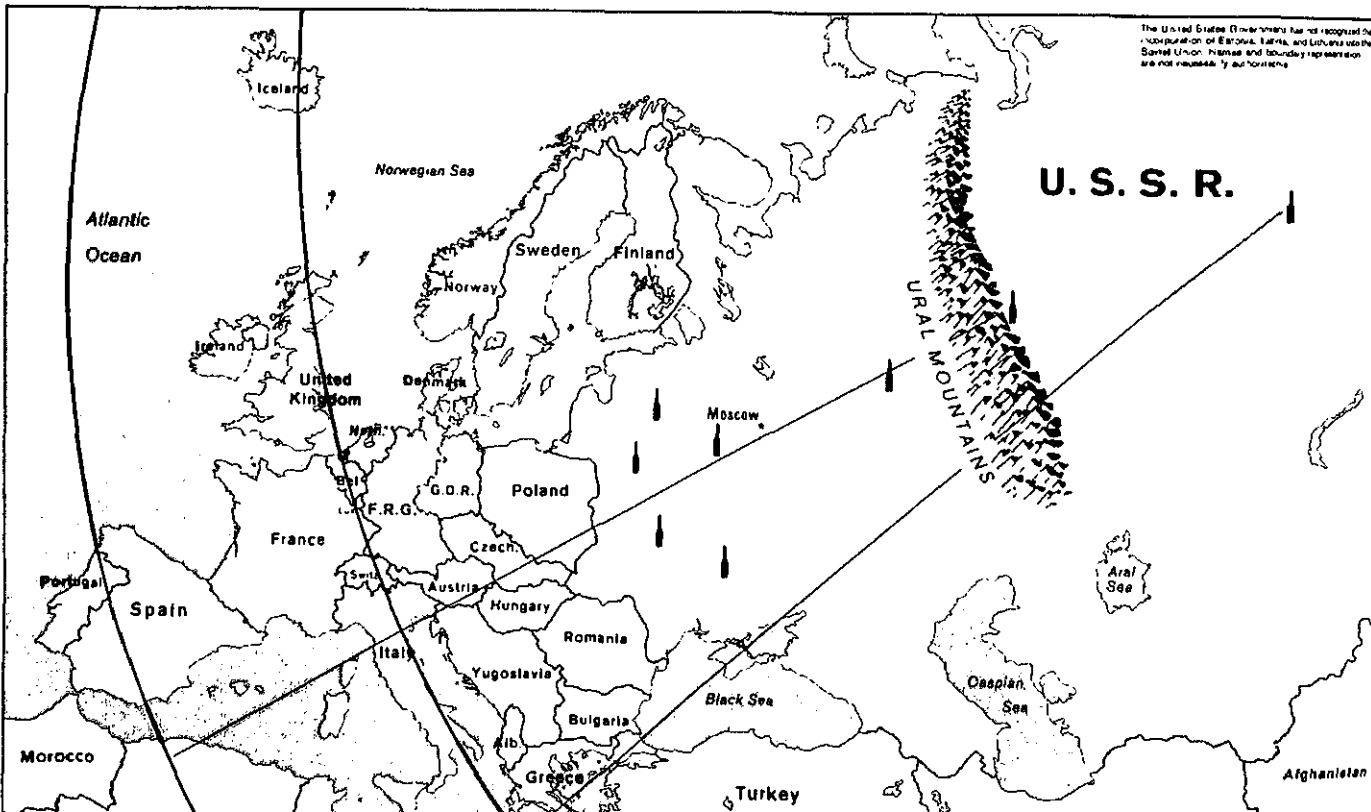 The United States Government has not recognized the
incorporation of Estonia, Latvia, and Lithuania into the
Soviet Union. Names and boundary representation
are not necessarily authoritative
Iceland
Norwegian Sea
U. S. S. R.
Atlantic
Ocean
Sweden
Finland
Norway
URAL MOUNTAINS
Ireland
United
Kingdom
Denmark
Moscow
Neth.
Bel
G.D.R.
Poland
F.R.G.
France
Czech.
Switz
Austria
Aral
Sea
Portugal
Spain
Hungary
Romania
Italy
Yugoslavia
Caspian
Sea
Black Sea
Bulgaria
Alb.
Morocco
Greece
Turkey
Afghanistan